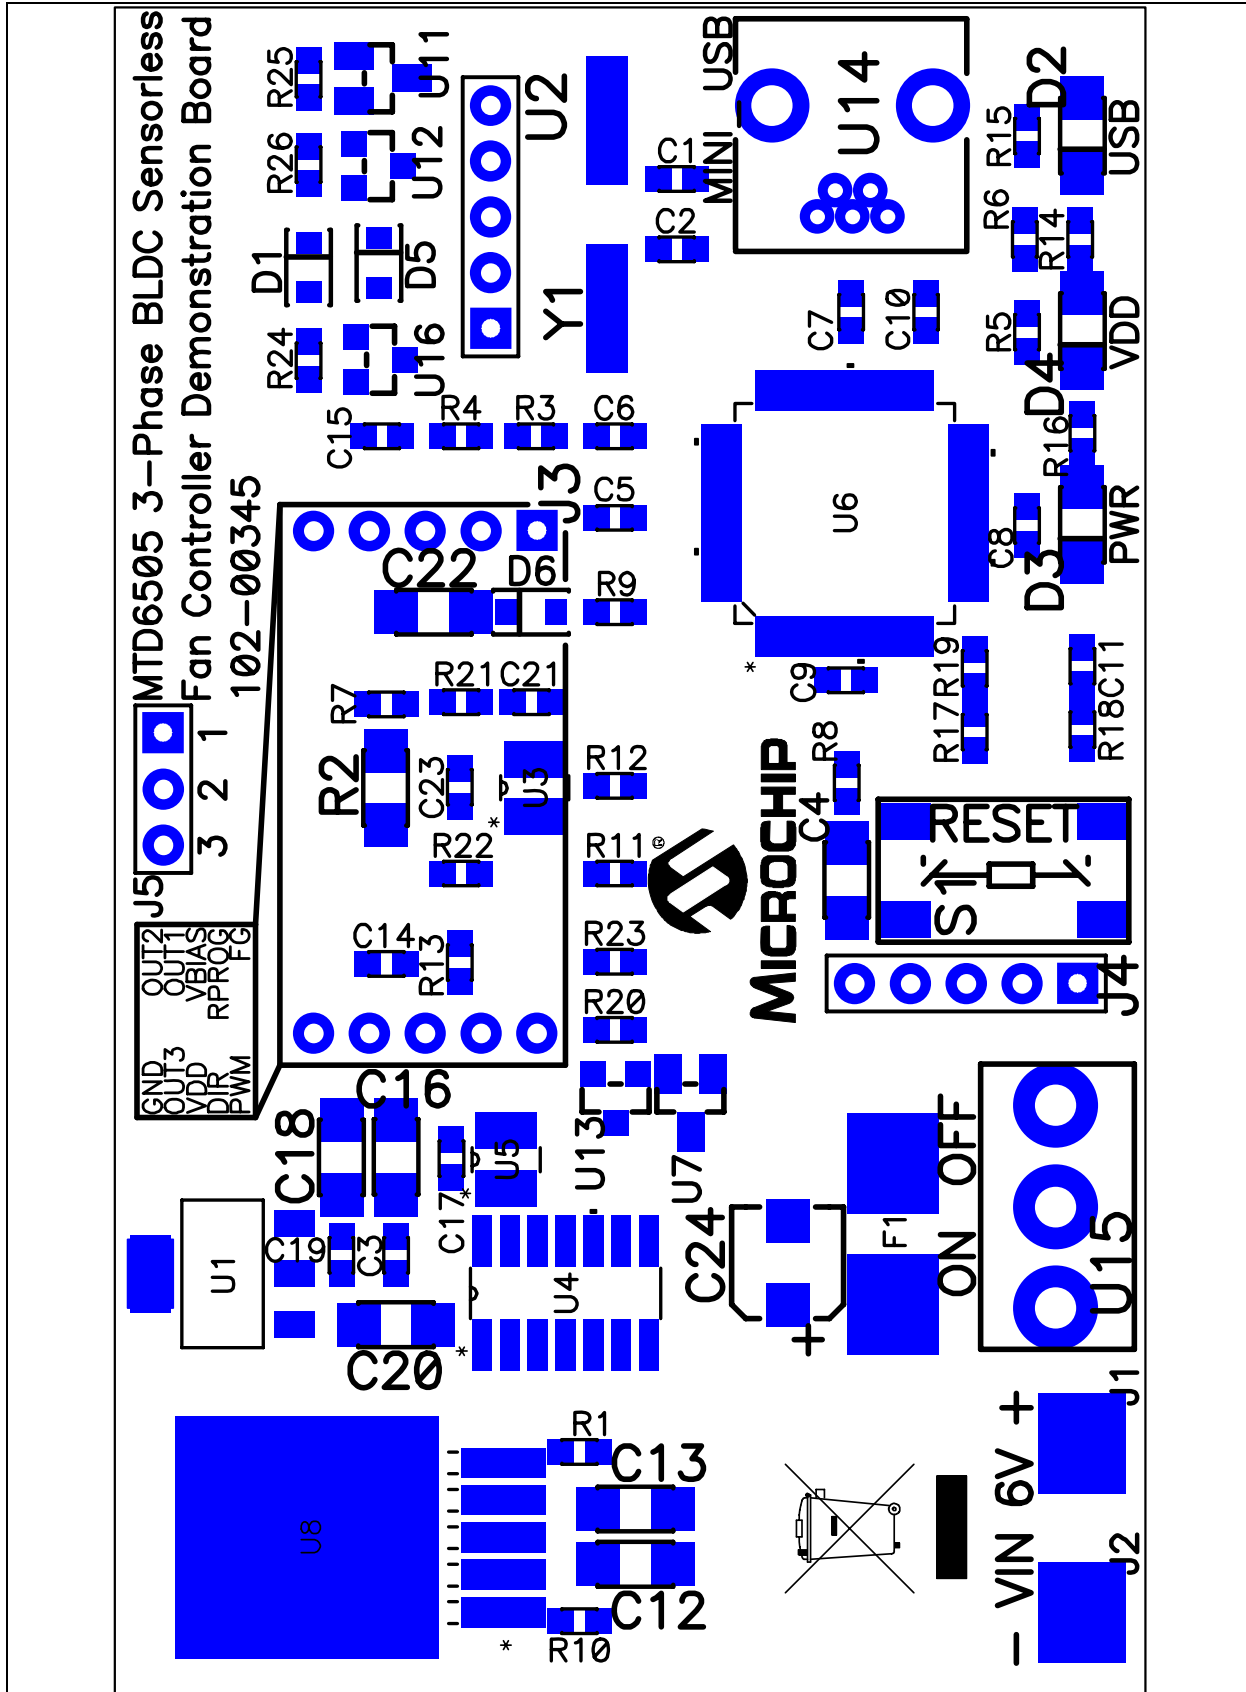 MTD6505 3-Phase BLDC Sensorless
Fan Controller Demonstration Board
102-00345
R25
U11
R26
U12
D1
D5
R24
U16
U2
Y1
C1
C2
MINI USB
U14
R15
D2
USB
R6
R14
C7
C10
R5
D4
VDD
R16
C15
R4
R3
C6
J3
C5
U6
C8
D3
PWR
C22
D6
R9
R7
R21
C21
*
C9
R19
R17
C11
R18
1
2
3
J5
R2
C23
U3
*
R12
R8
C4
R22
R11
®
MICROCHIP
RESET
S1
C14
R13
R23
R20
J4
GND OUT2
OUT3 OUT1
VDD VBIAS
DIR RPROG
PWM FG
C16
C18
C17
U5
*
U13
U7
C24
+
F1
ON OFF
U15
U1
C19
C3
U4
*
C20
U8
*
R1
C13
C12
R10
- VIN 6V +
J1
J2